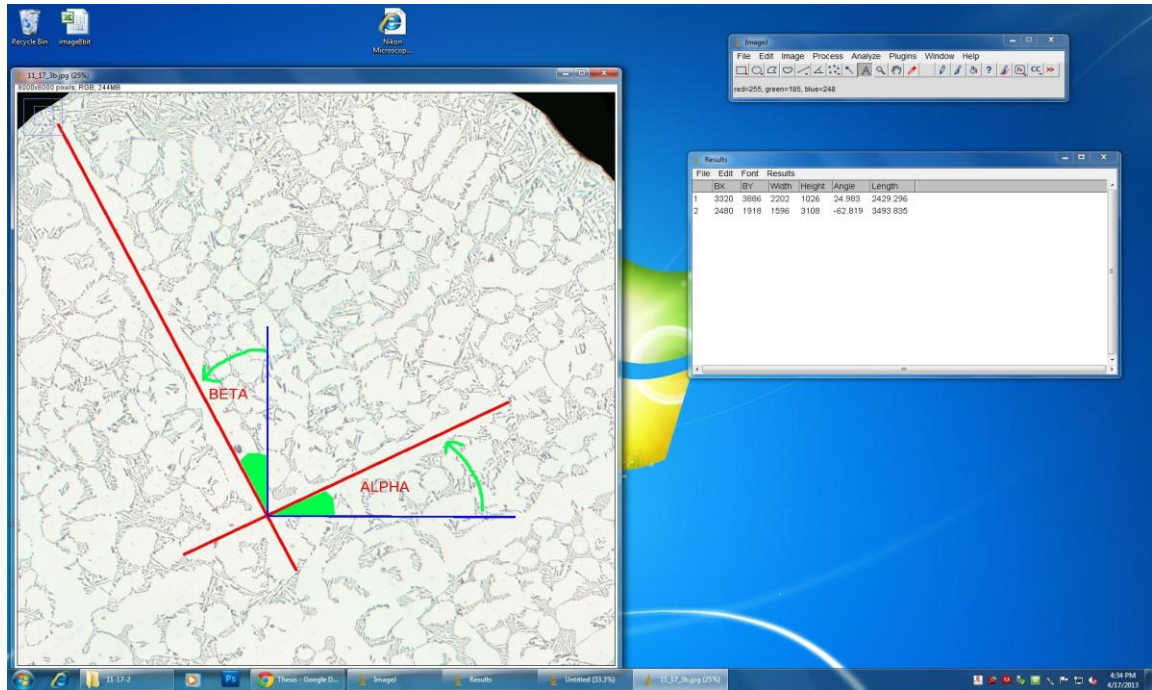 Recycle Bin
image8bit
Nikon
Microscop...
11_17_3b.jpg (25%)
8000x8000 pixels; RGB; 244MB
BETA
ALPHA
ImageJ
File Edit Image Process Analyze Plugins Window Help
red=255, green=185, blue=248
Results
File Edit Font Results
BX BY Width Height Angle Length
1 3320 3886 2202 1026 24.983 2429.296
2 2480 1918 1596 3108 -62.819 3493.835
11-17-2
Ps
Thesis - Google D...
ImageJ
Results
Untitled (33.3%)
11_17_3b.jpg (25%)
4:34 PM
4/17/2013